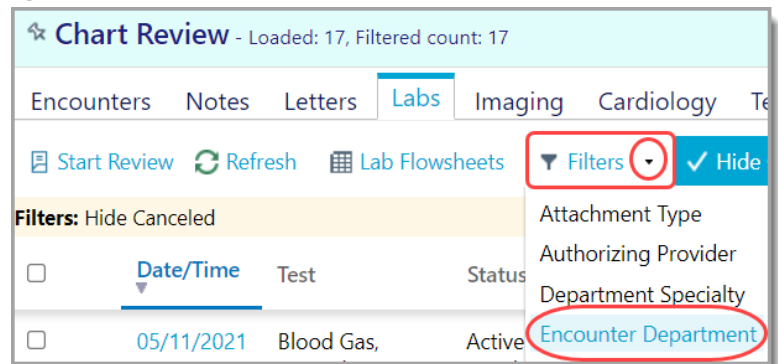 Chart Review - Loaded: 17, Filtered count: 17
Encounters Notes Letters Labs Imaging Cardiology
Start Review Refresh Lab Flowsheets Filters Hide
Filters: Hide Canceled
Attachment Type
Authorizing Provider
Department Specialty
Encounter Department
Date/Time Test Status
05/11/2021 Blood Gas, Active